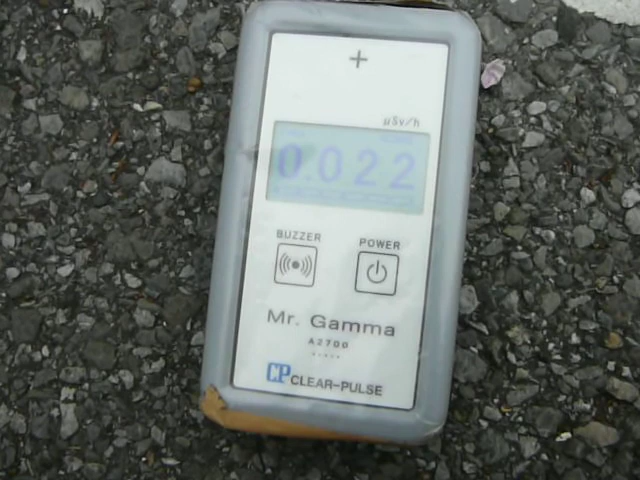 +
μSv/h
0.022
BUZZER POWER
Mr. Gamma
A2700
CP CLEAR-PULSE